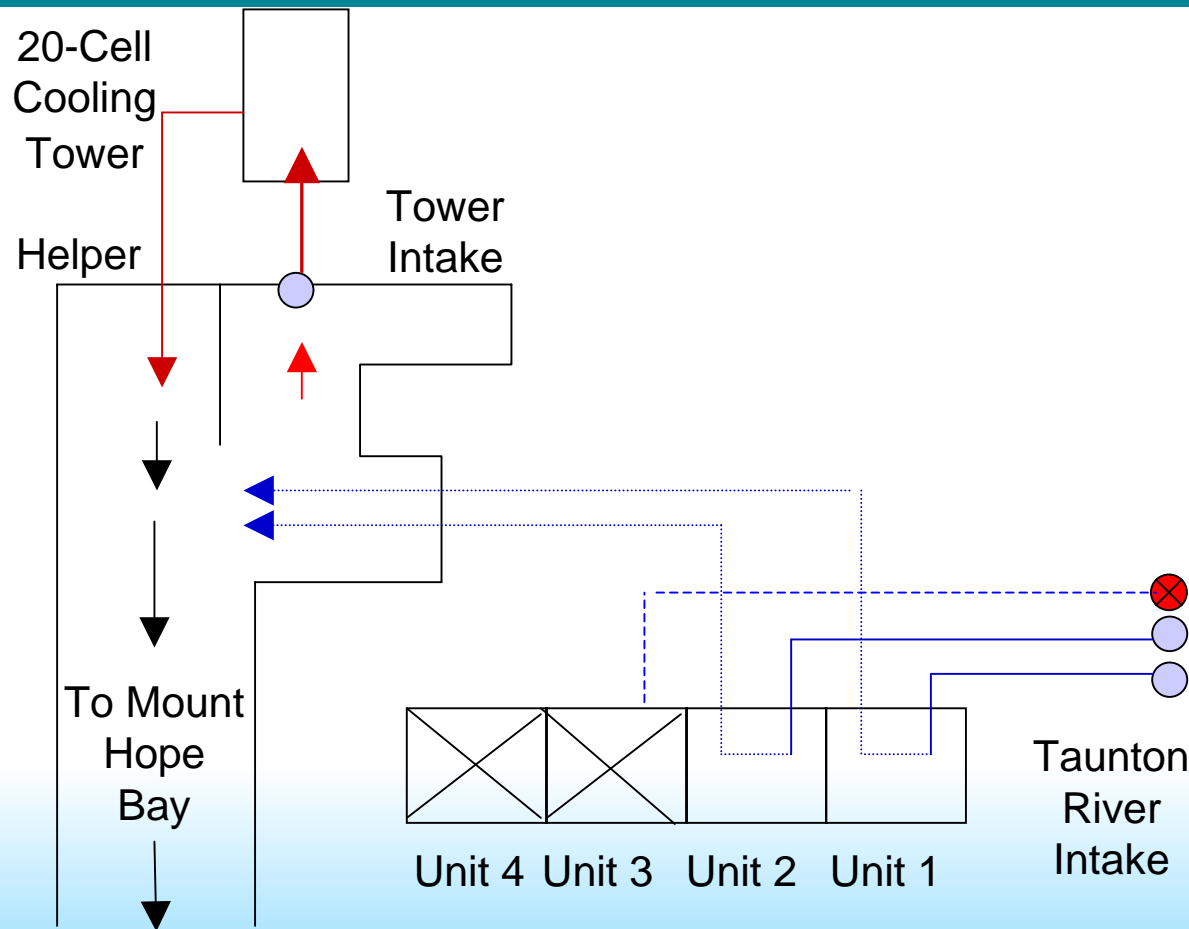 20-Cell
Cooling
Tower
Helper
Tower
Intake
To Mount
Hope
Bay
Unit 4 Unit 3 Unit 2 Unit 1
Taunton
River
Intake